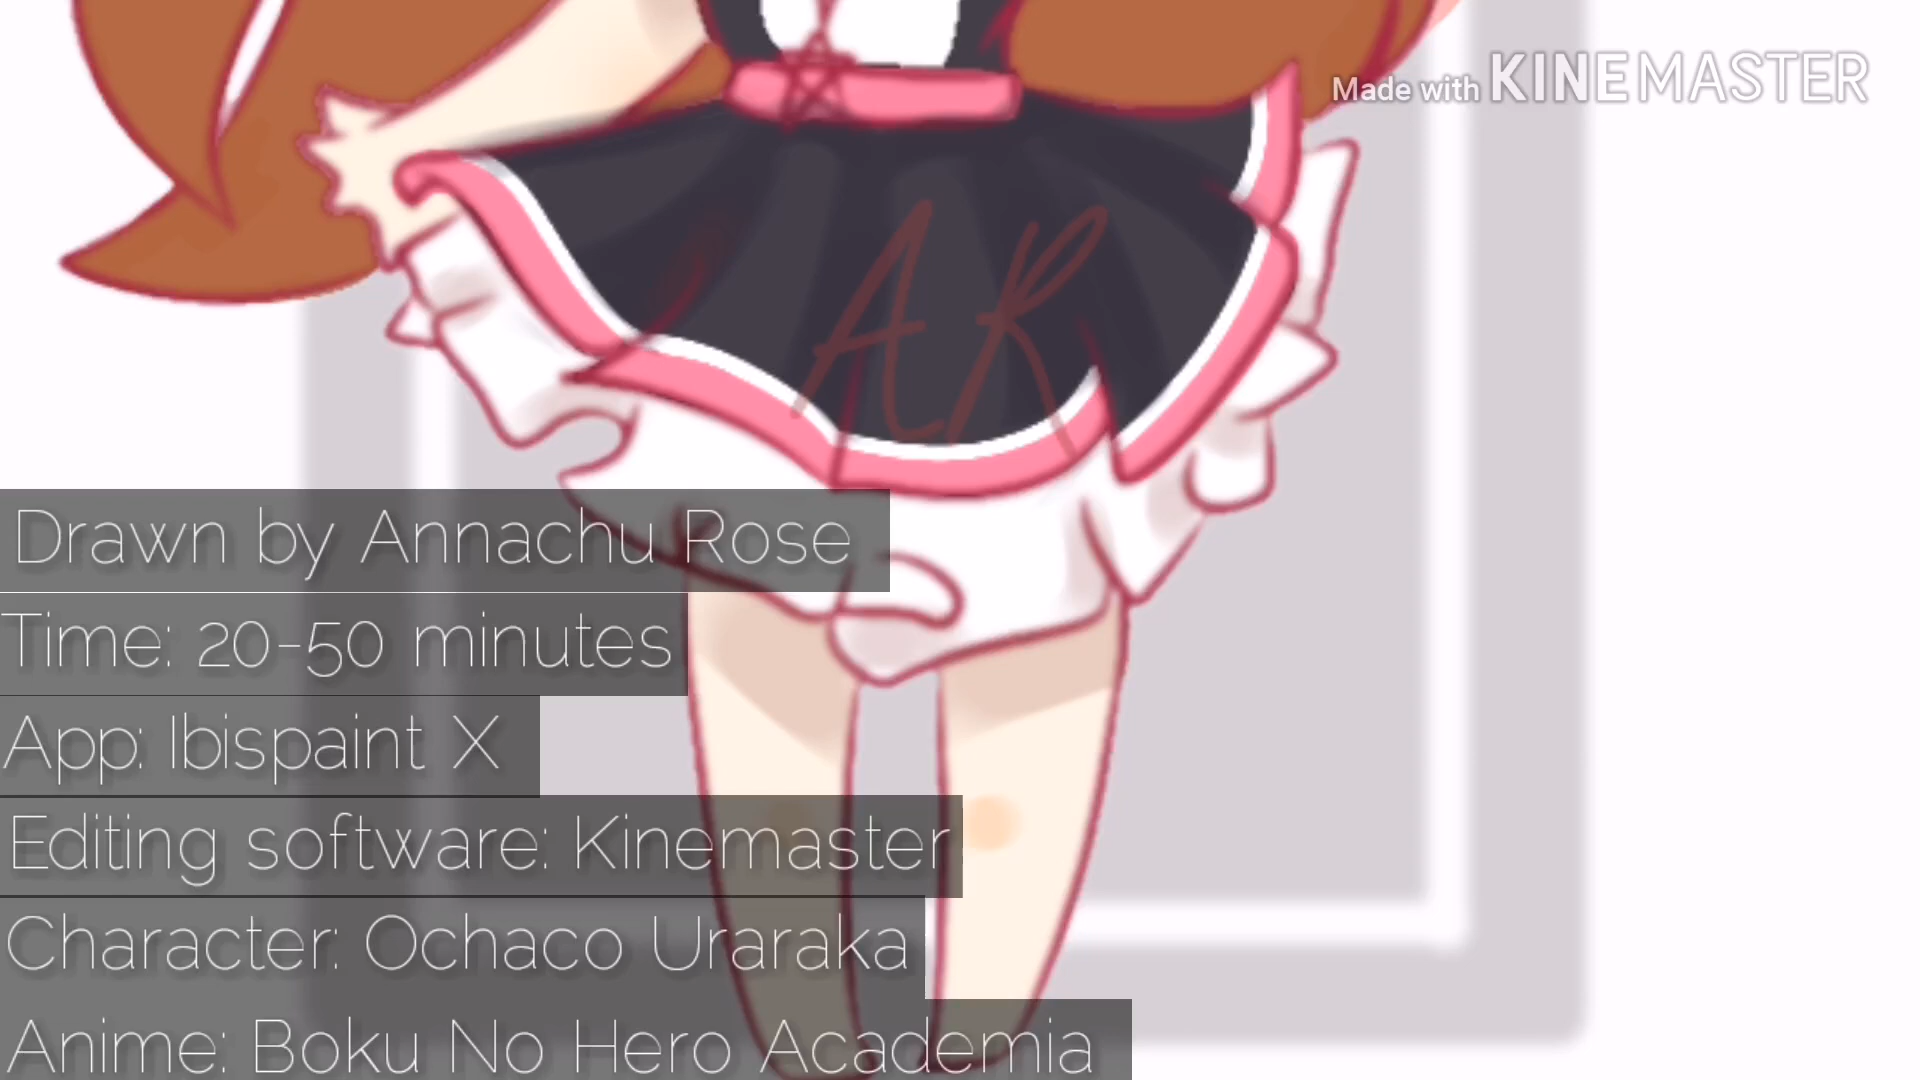 Made with KINEMASTER
AR
Drawn by Annachu Rose
Time: 20-50 minutes
App: Ibispaint X
Editing software: Kinemaster
Character: Ochaco Uraraka
Anime: Boku No Hero Academia